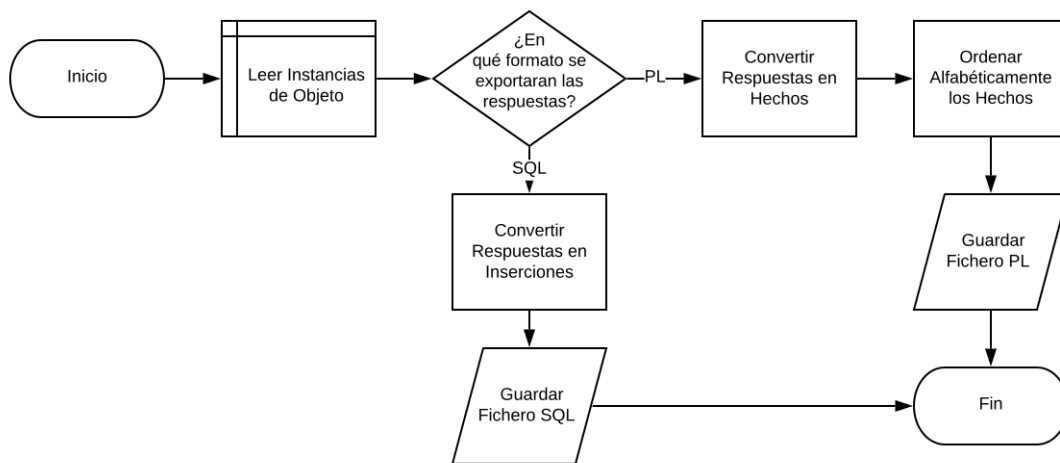 Inicio
Leer Instancias
de Objeto
¿En
qué formato se
exportaran las
respuestas?
PL
Convertir
Respuestas en
Hechos
Ordenar
Alfabéticamente
los Hechos
SQL
Convertir
Respuestas en
Inserciones
Guardar
Fichero PL
Guardar
Fichero SQL
Fin